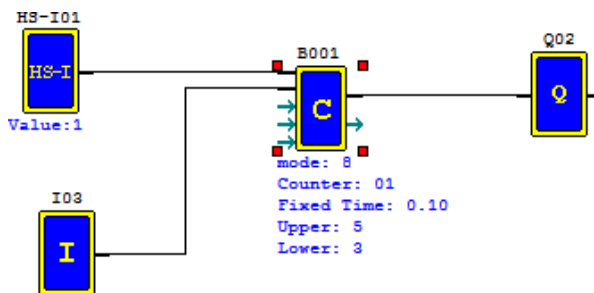 HS-I01
HS-I
Value:1
B001
C
mode: 8
Counter: 01
Fixed Time: 0.10
Upper: 5
Lower: 3
Q02
Q
I03
I